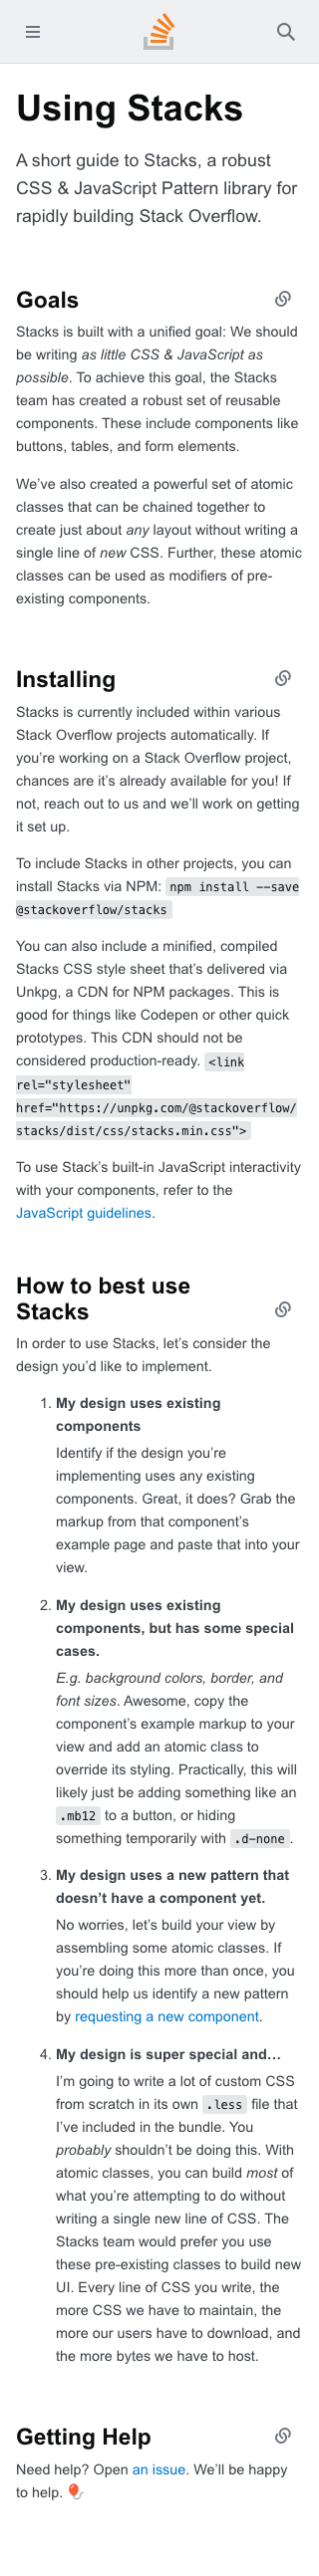 Using Stacks
A short guide to Stacks, a robust
CSS & JavaScript Pattern library for
rapidly building Stack Overflow.
Goals
Stacks is built with a unified goal: We should
be writing as little CSS & JavaScript as
possible. To achieve this goal, the Stacks
team has created a robust set of reusable
components. These include components like
buttons, tables, and form elements.
We’ve also created a powerful set of atomic
classes that can be chained together to
create just about any layout without writing a
single line of new CSS. Further, these atomic
classes can be used as modifiers of pre-
existing components.
Installing
Stacks is currently included within various
Stack Overflow projects automatically. If
you’re working on a Stack Overflow project,
chances are it’s already available for you! If
not, reach out to us and we’ll work on getting
it set up.
To include Stacks in other projects, you can
install Stacks via NPM: npm install --save
@stackoverflow/stacks
You can also include a minified, compiled
Stacks CSS style sheet that’s delivered via
Unkpg, a CDN for NPM packages. This is
good for things like Codepen or other quick
prototypes. This CDN should not be
considered production-ready. <link
rel="stylesheet"
href="https://unpkg.com/@stackoverflow/
stacks/dist/css/stacks.min.css">
To use Stack’s built-in JavaScript interactivity
with your components, refer to the
JavaScript guidelines.
How to best use
Stacks
In order to use Stacks, let’s consider the
design you’d like to implement.
1. My design uses existing
components
Identify if the design you’re
implementing uses any existing
components. Great, it does? Grab the
markup from that component’s
example page and paste that into your
view.
2. My design uses existing
components, but has some special
cases.
E.g. background colors, border, and
font sizes. Awesome, copy the
component’s example markup to your
view and add an atomic class to
override its styling. Practically, this will
likely just be adding something like an
.mb12 to a button, or hiding
something temporarily with .d-none.
3. My design uses a new pattern that
doesn’t have a component yet.
No worries, let’s build your view by
assembling some atomic classes. If
you’re doing this more than once, you
should help us identify a new pattern
by requesting a new component.
4. My design is super special and…
I’m going to write a lot of custom CSS
from scratch in its own .less file that
I’ve included in the bundle. You
probably shouldn’t be doing this. With
atomic classes, you can build most of
what you’re attempting to do without
writing a single new line of CSS. The
Stacks team would prefer you use
these pre-existing classes to build new
UI. Every line of CSS you write, the
more CSS we have to maintain, the
more our users have to download, and
the more bytes we have to host.
Getting Help
Need help? Open an issue. We’ll be happy
to help. 🎈